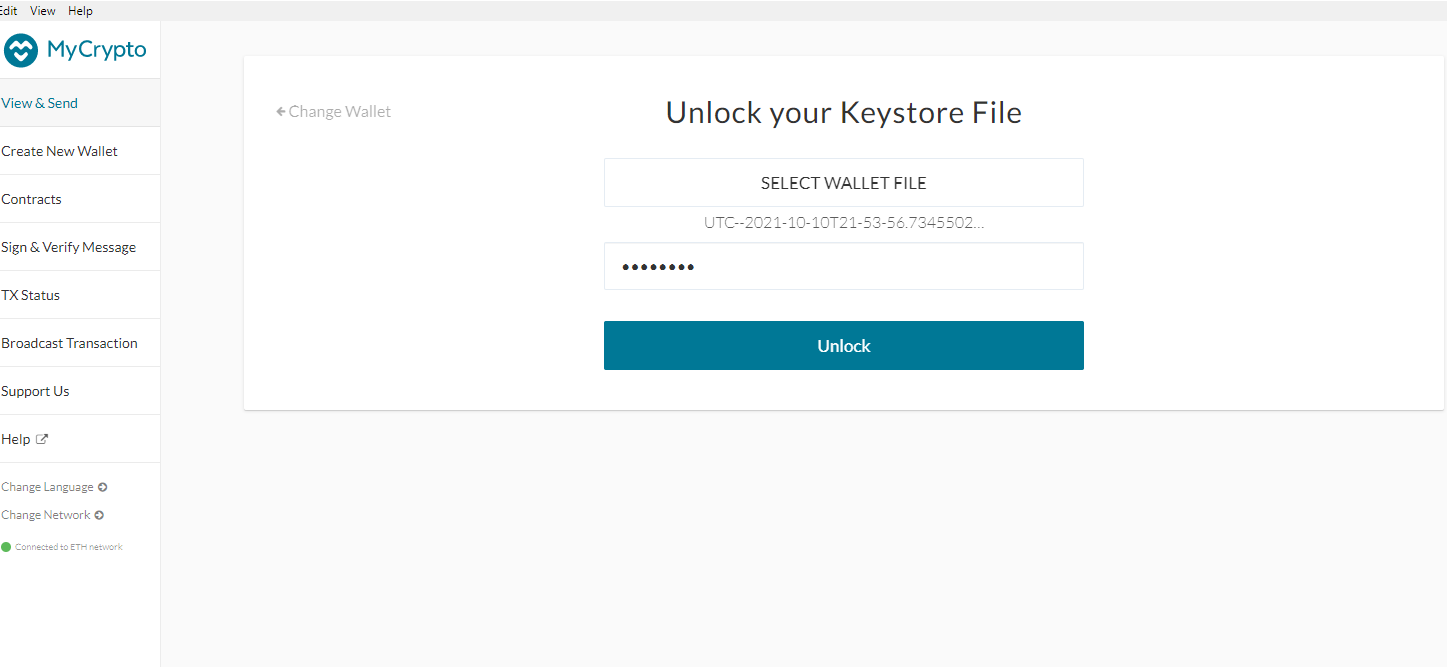 Edit View Help
MyCrypto
View & Send
Create New Wallet
Contracts
Sign & Verify Message
TX Status
Broadcast Transaction
Support Us
Help
Change Language
Change Network
Connected to ETH network
Change Wallet
Unlock your Keystore File
SELECT WALLET FILE
UTC--2021-10-10T21-53-56.7345502...
••••••••
Unlock